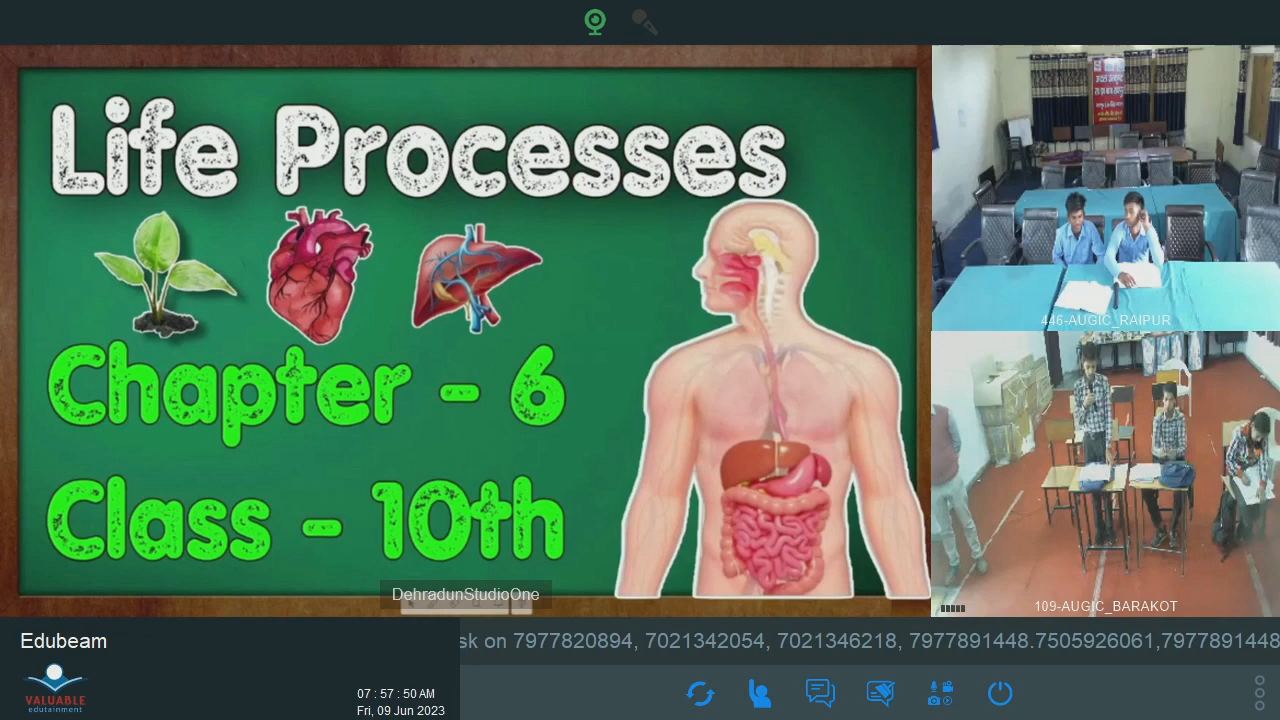 Life Processes
Chapter - 6
Class - 10th
DehradunStudioOne
446-AUGIC_RAIPUR
109-AUGIC_BARAKOT
Edubeam
sk on 7977820894, 7021342054, 7021346218, 7977891448.7505926061,7977891448
VALUABLE
edutainment
07 : 57 : 50 AM
Fri, 09 Jun 2023